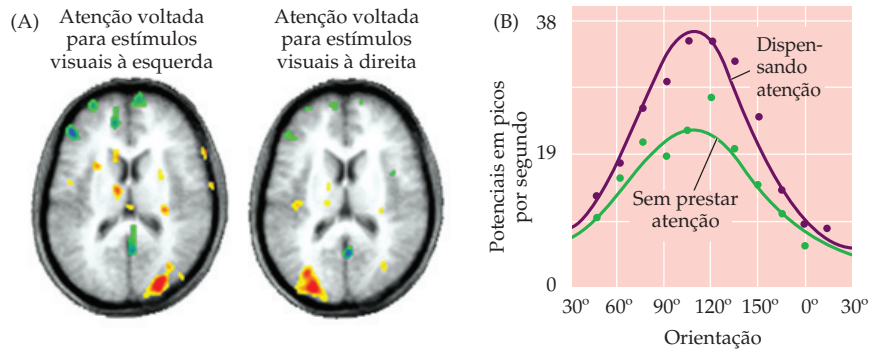 (A)
Atenção voltada
para estímulos
visuais à esquerda
Atenção voltada
para estímulos
visuais à direita
(B)
Potenciais em picos
por segundo
38
19
0
Dispen-
sando
atenção
Sem prestar
atenção
30º 60º 90º 120º 150º 0º 30º
Orientação